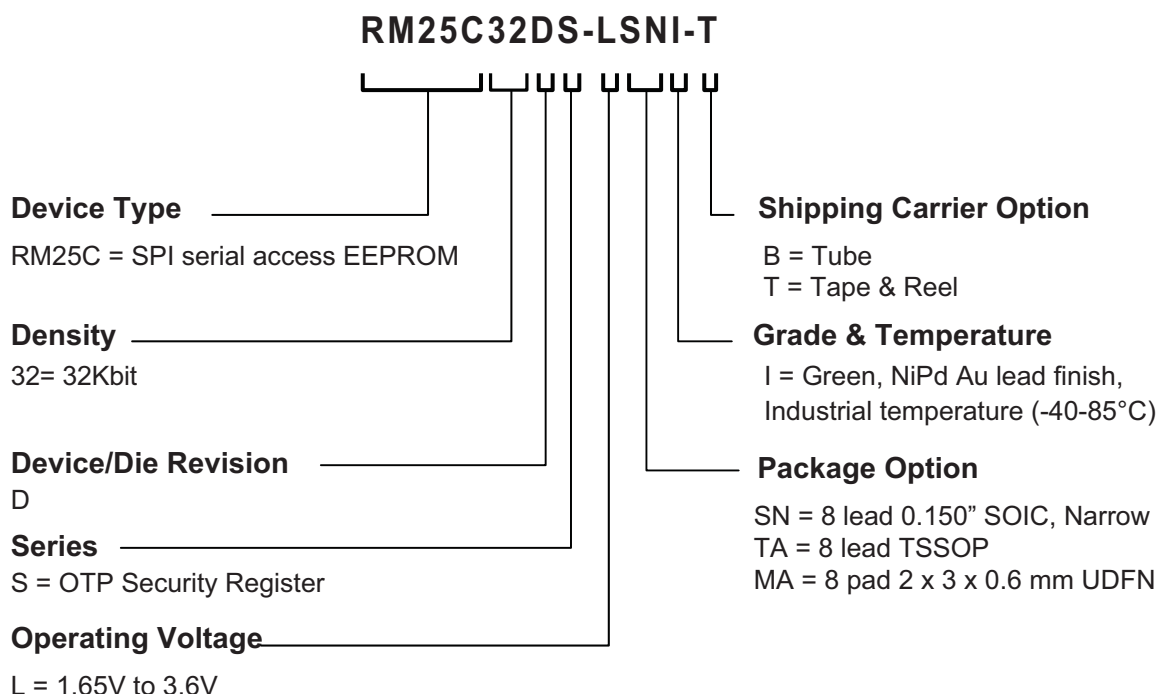 RM25C32DS-LSNI-T
Device Type
RM25C = SPI serial access EEPROM
Density
32= 32Kbit
Device/Die Revision
D
Series
S = OTP Security Register
Operating Voltage
L = 1.65V to 3.6V
Shipping Carrier Option
B = Tube
T = Tape & Reel
Grade & Temperature
I = Green, NiPd Au lead finish,
Industrial temperature (-40-85°C)
Package Option
SN = 8 lead 0.150” SOIC, Narrow
TA = 8 lead TSSOP
MA = 8 pad 2 x 3 x 0.6 mm UDFN